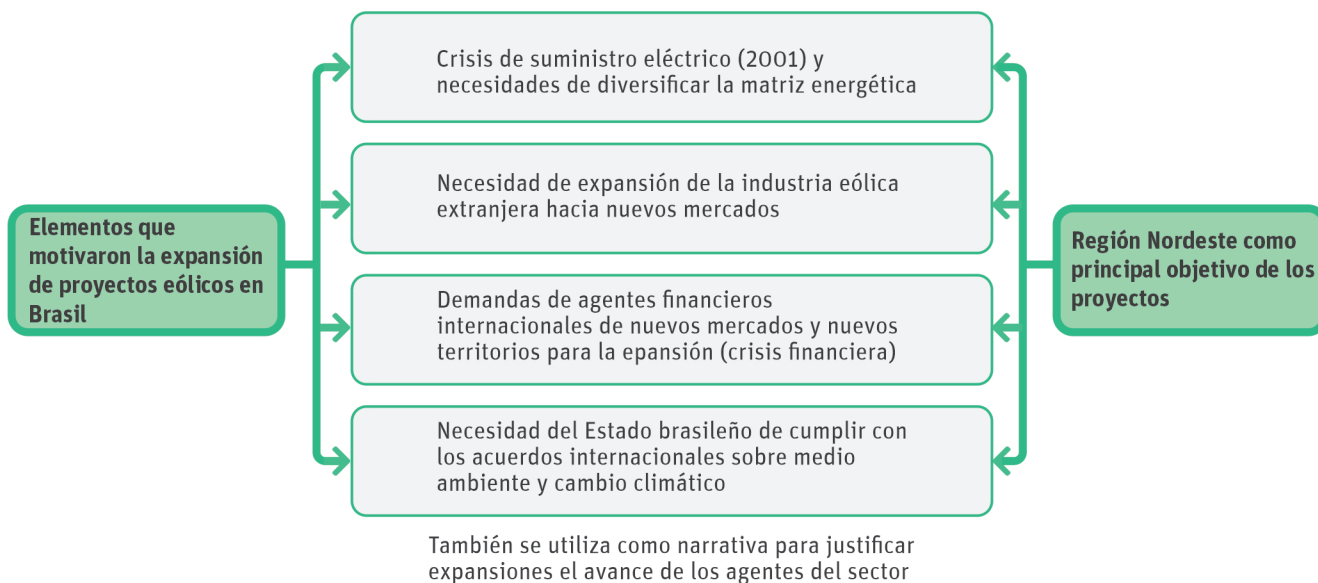 Elementos que
motivaron la expansión
de proyectos eólicos en
Brasil
Crisis de suministro eléctrico (2001) y
necesidades de diversificar la matriz energética
Necesidad de expansión de la industria eólica
extranjera hacia nuevos mercados
Demandas de agentes financieros
internacionales de nuevos mercados y nuevos
territorios para la epansión (crisis financiera)
Necesidad del Estado brasileño de cumplir con
los acuerdos internacionales sobre medio
ambiente y cambio climático
También se utiliza como narrativa para justificar
expansiones el avance de los agentes del sector
Región Nordeste como
principal objetivo de los
proyectos